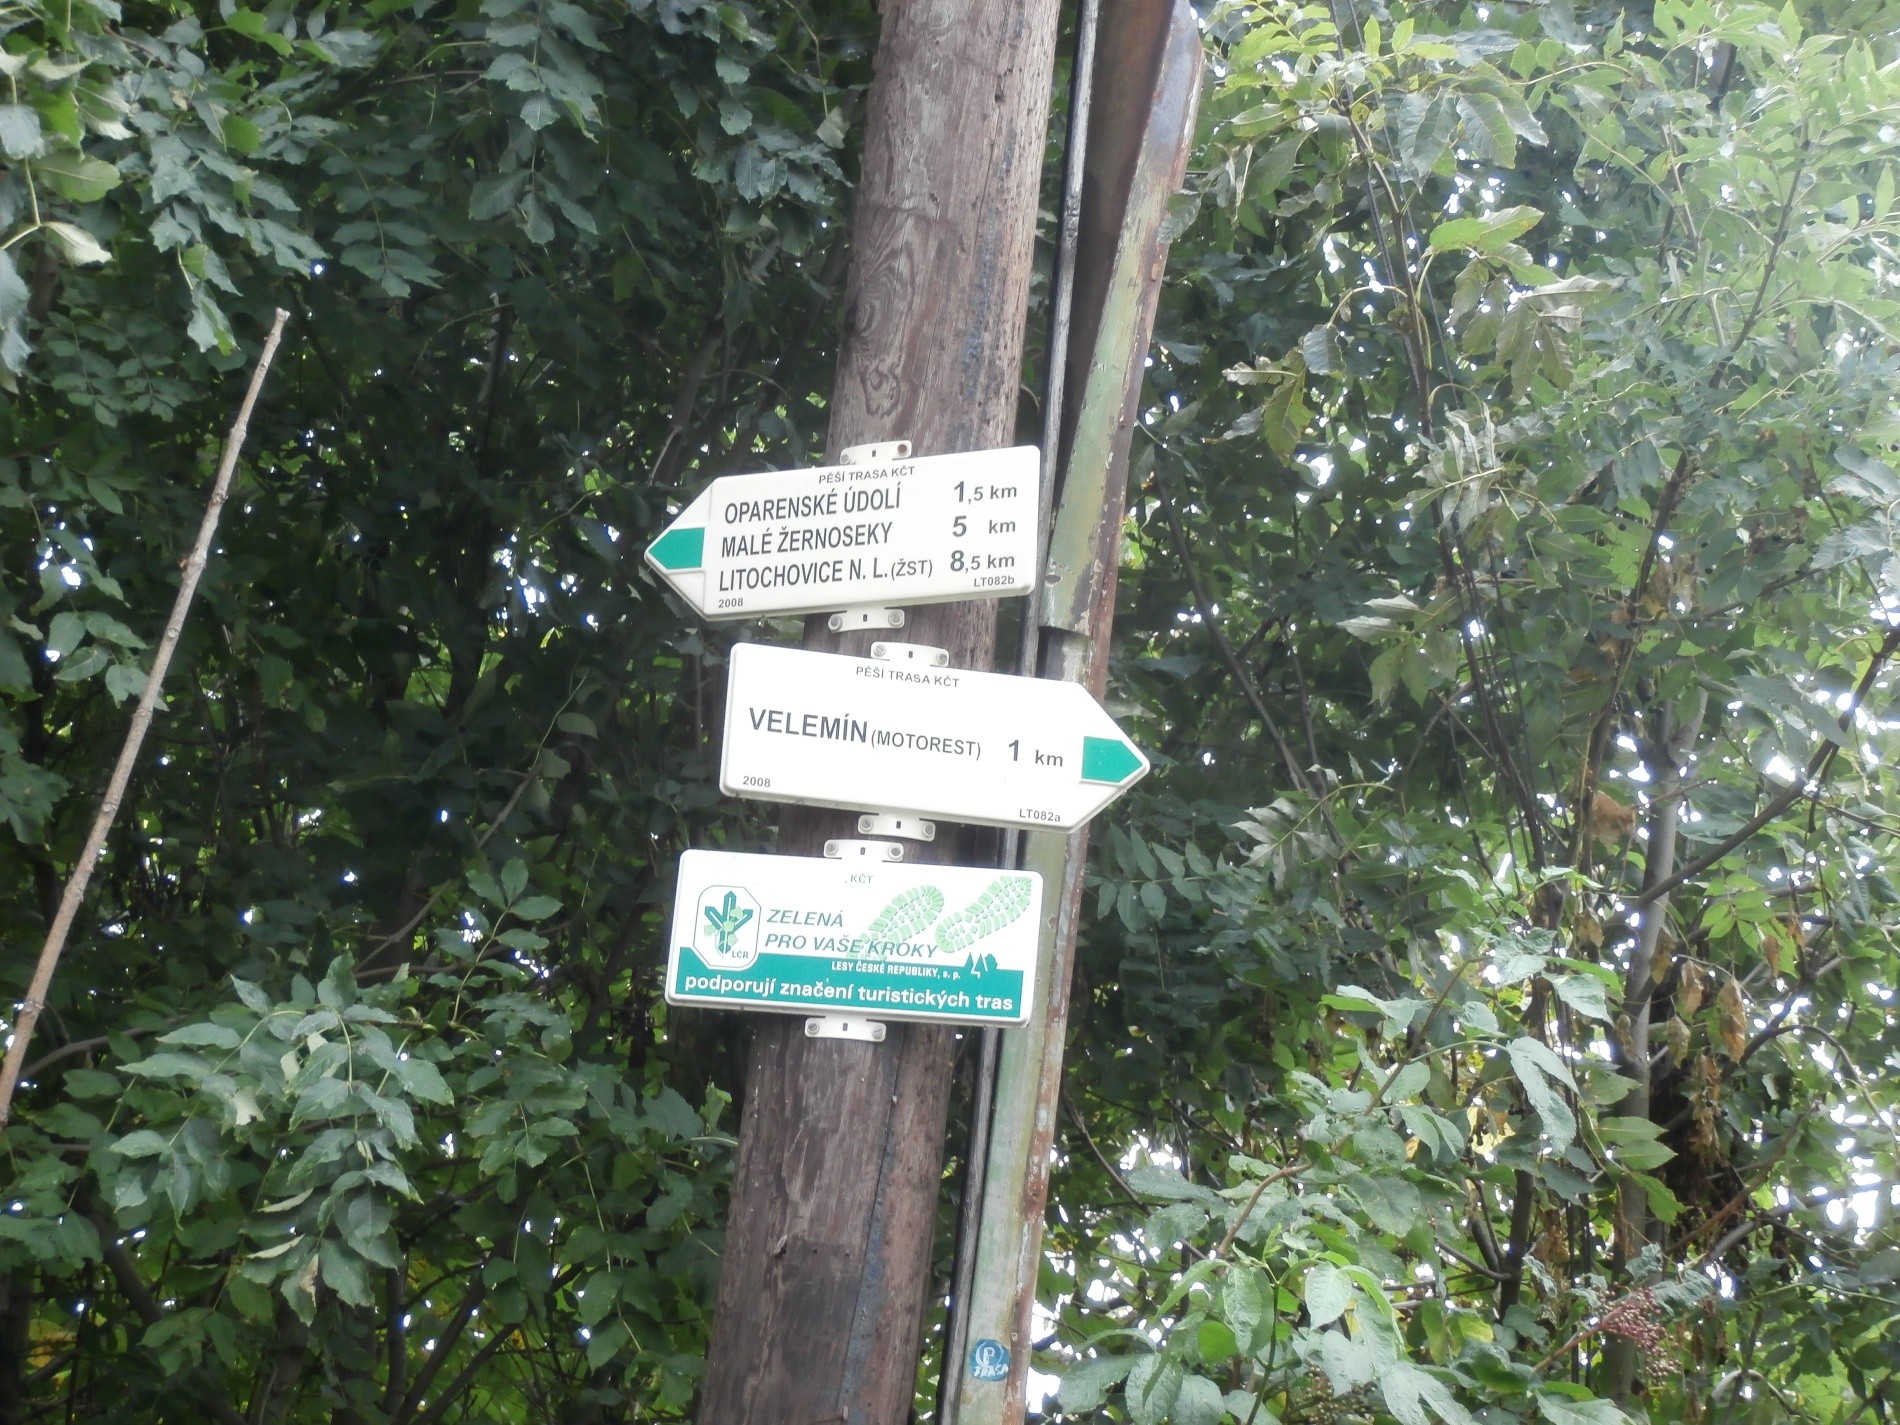 PĚŠÍ TRASA KČT
OPARENSKÉ ÚDOLÍ 1,5 km
MALÉ ŽERNOSEKY 5 km
LITOCHOVICE N. L. (ŽST) 8,5 km
2008 LT082b
PĚŠÍ TRASA KČT
VELEMÍN (MOTOREST) 1 km
2008 LT082a
KČT
LČR
ZELENÁ
PRO VAŠE KROKY
LESY ČESKÉ REPUBLIKY, s. p.
podporují značení turistických tras
P
TRASA